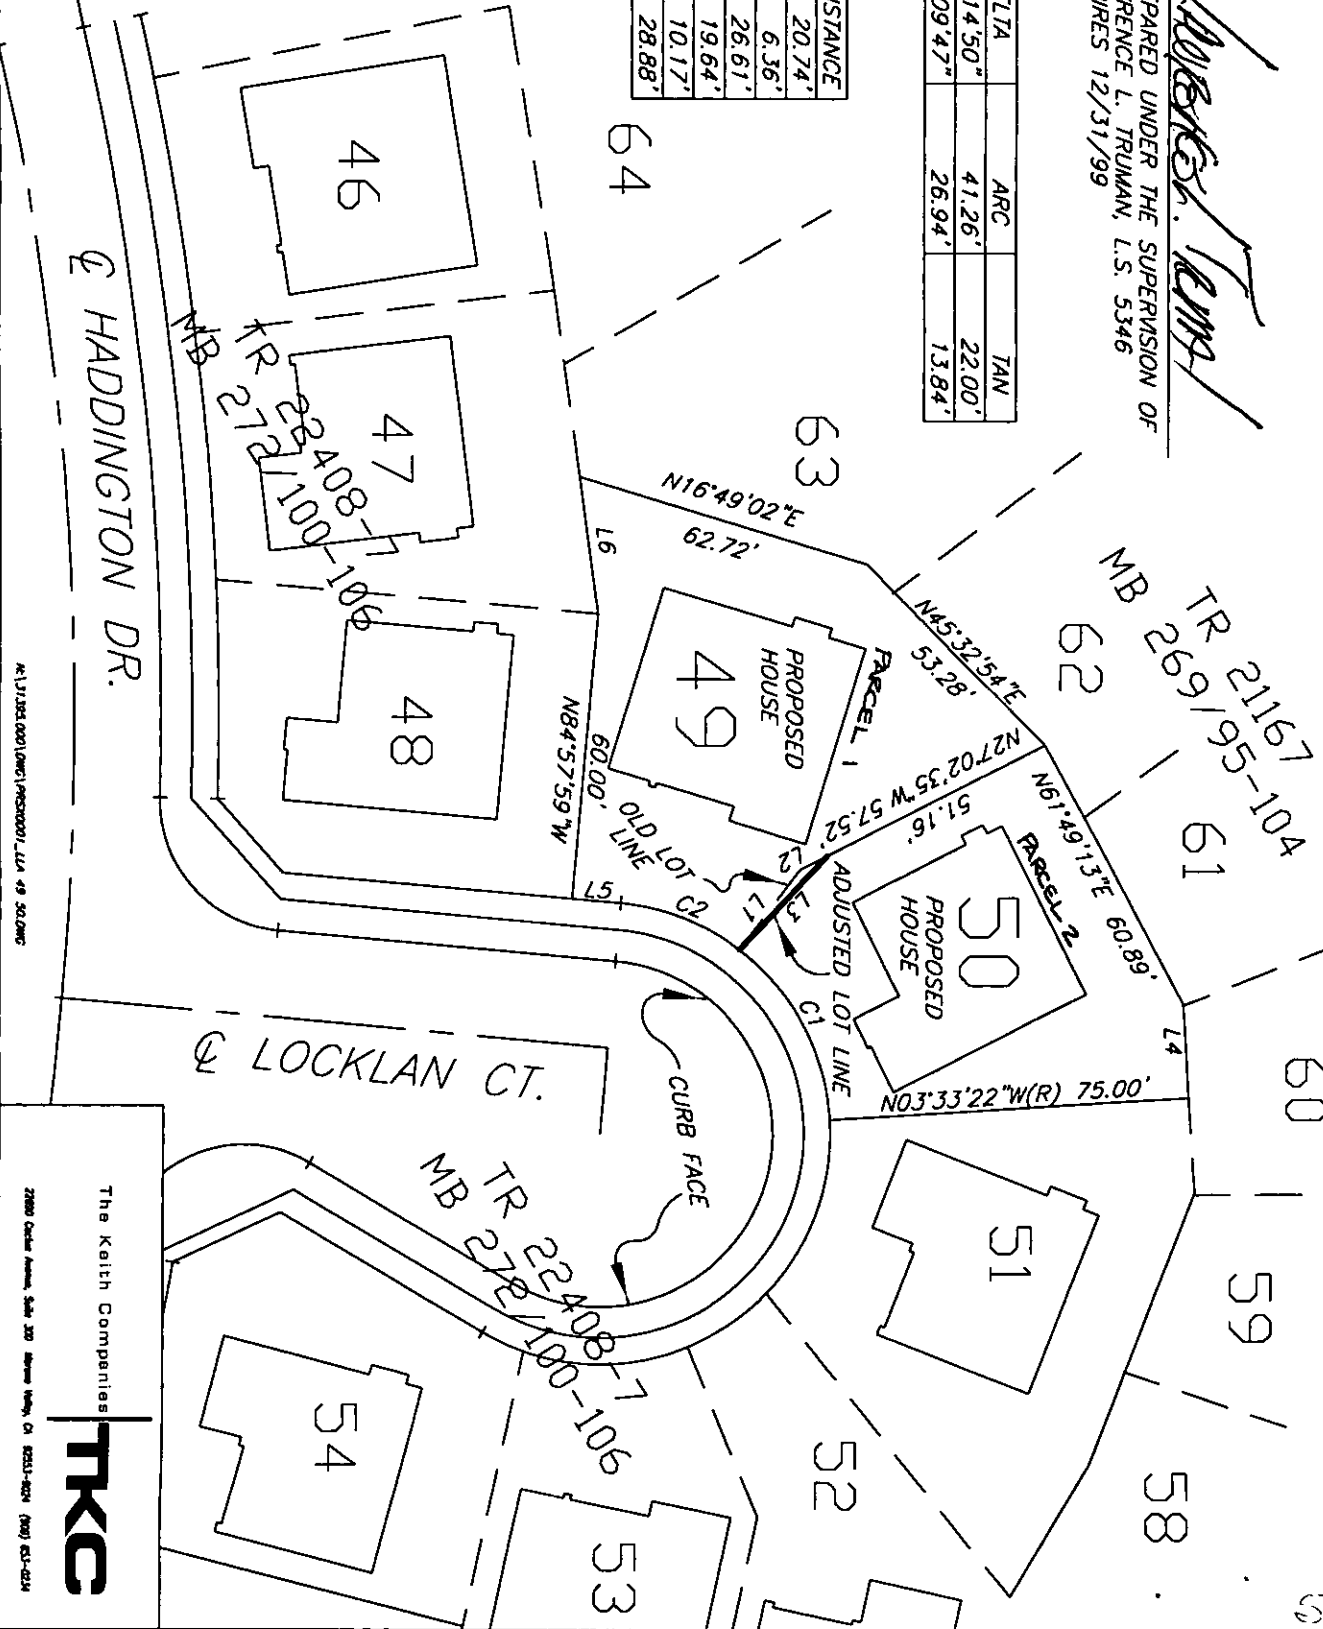 PARED UNDER THE SUPERVISION OF
RENCE L. TRUMAN, L.S. 5346
IRES 12/31/99
LTA ARC TAN
14'50" 41.26' 22.00'
09'47" 26.94' 13.84'
ISTANCE
20.74'
6.36'
26.61'
19.64'
10.17'
28.88'
64
63
62
61
60
59
58
TR 21167
MB 269/95-104
46
47
48
TR 22408-7
MB 272/100-106
℄ HADDINGTON DR.
N16°49'02"E
62.72'
N45°32'54"E
53.28'
L6
PARCEL 1
PROPOSED
HOUSE
49
N84°57'59"W
60.00'
N27°02'35"W 57.52'
51.16'
OLD LOT
LINE
L2
L3
L1
L5
C2
ADJUSTED LOT LINE
C1
N61°49'13"E 60.89'
PARCEL 2
50
PROPOSED
HOUSE
L4
N03°33'22"W(R) 75.00'
CURB FACE
℄ LOCKLAN CT.
51
52
53
54
TR 22408-7
MB 272/100-106
The Keith Companies
TKC